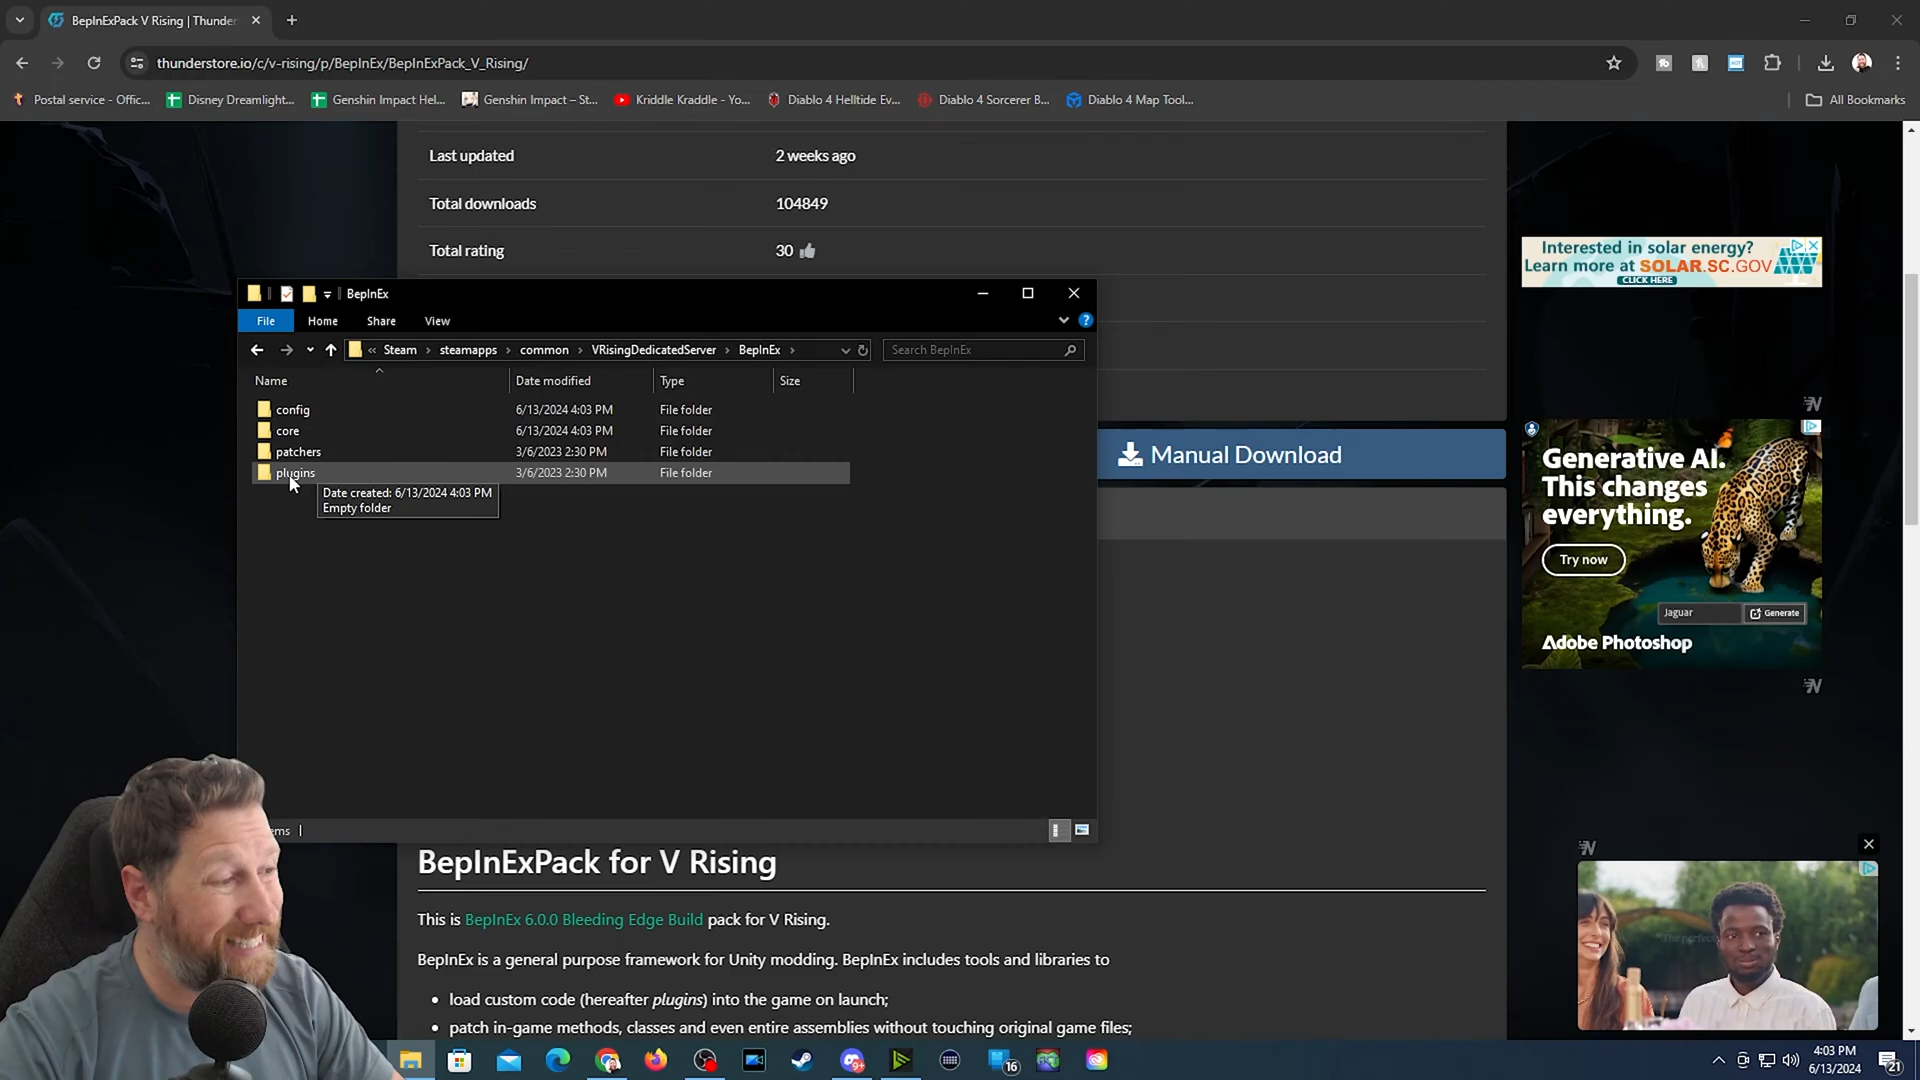 BepInExPack V Rising | Thunder
thunderstore.io/c/v-rising/p/BepInEx/BepInExPack_V_Rising/
Postal service - Offic...
Disney Dreamlight...
Genshin Impact Hel...
Genshin Impact – St...
Kriddle Kraddle - Yo...
Diablo 4 Helltide Ev...
Diablo 4 Sorcerer B...
Diablo 4 Map Tool...
All Bookmarks
Last updated 2 weeks ago
Total downloads 104849
Total rating 30
Interested in solar energy?
Learn more at SOLAR.SC.GOV
CLICK HERE
BepInEx
File Home Share View
« Steam › steamapps › common › VRisingDedicatedServer › BepInEx ›
Search BepInEx
Name Date modified Type Size
config 6/13/2024 4:03 PM File folder
core 6/13/2024 4:03 PM File folder
patchers 3/6/2023 2:30 PM File folder
plugins 3/6/2023 2:30 PM File folder
Date created: 6/13/2024 4:03 PM
Empty folder
Manual Download
Generative AI.
This changes
everything.
Try now
Jaguar
Generate
Adobe Photoshop
ems
BepInExPack for V Rising
This is BepInEx 6.0.0 Bleeding Edge Build pack for V Rising.
BepInEx is a general purpose framework for Unity modding. BepInEx includes tools and libraries to
• load custom code (hereafter plugins) into the game on launch;
• patch in-game methods, classes and even entire assemblies without touching original game files;
9+
16
4:03 PM
6/13/2024
21